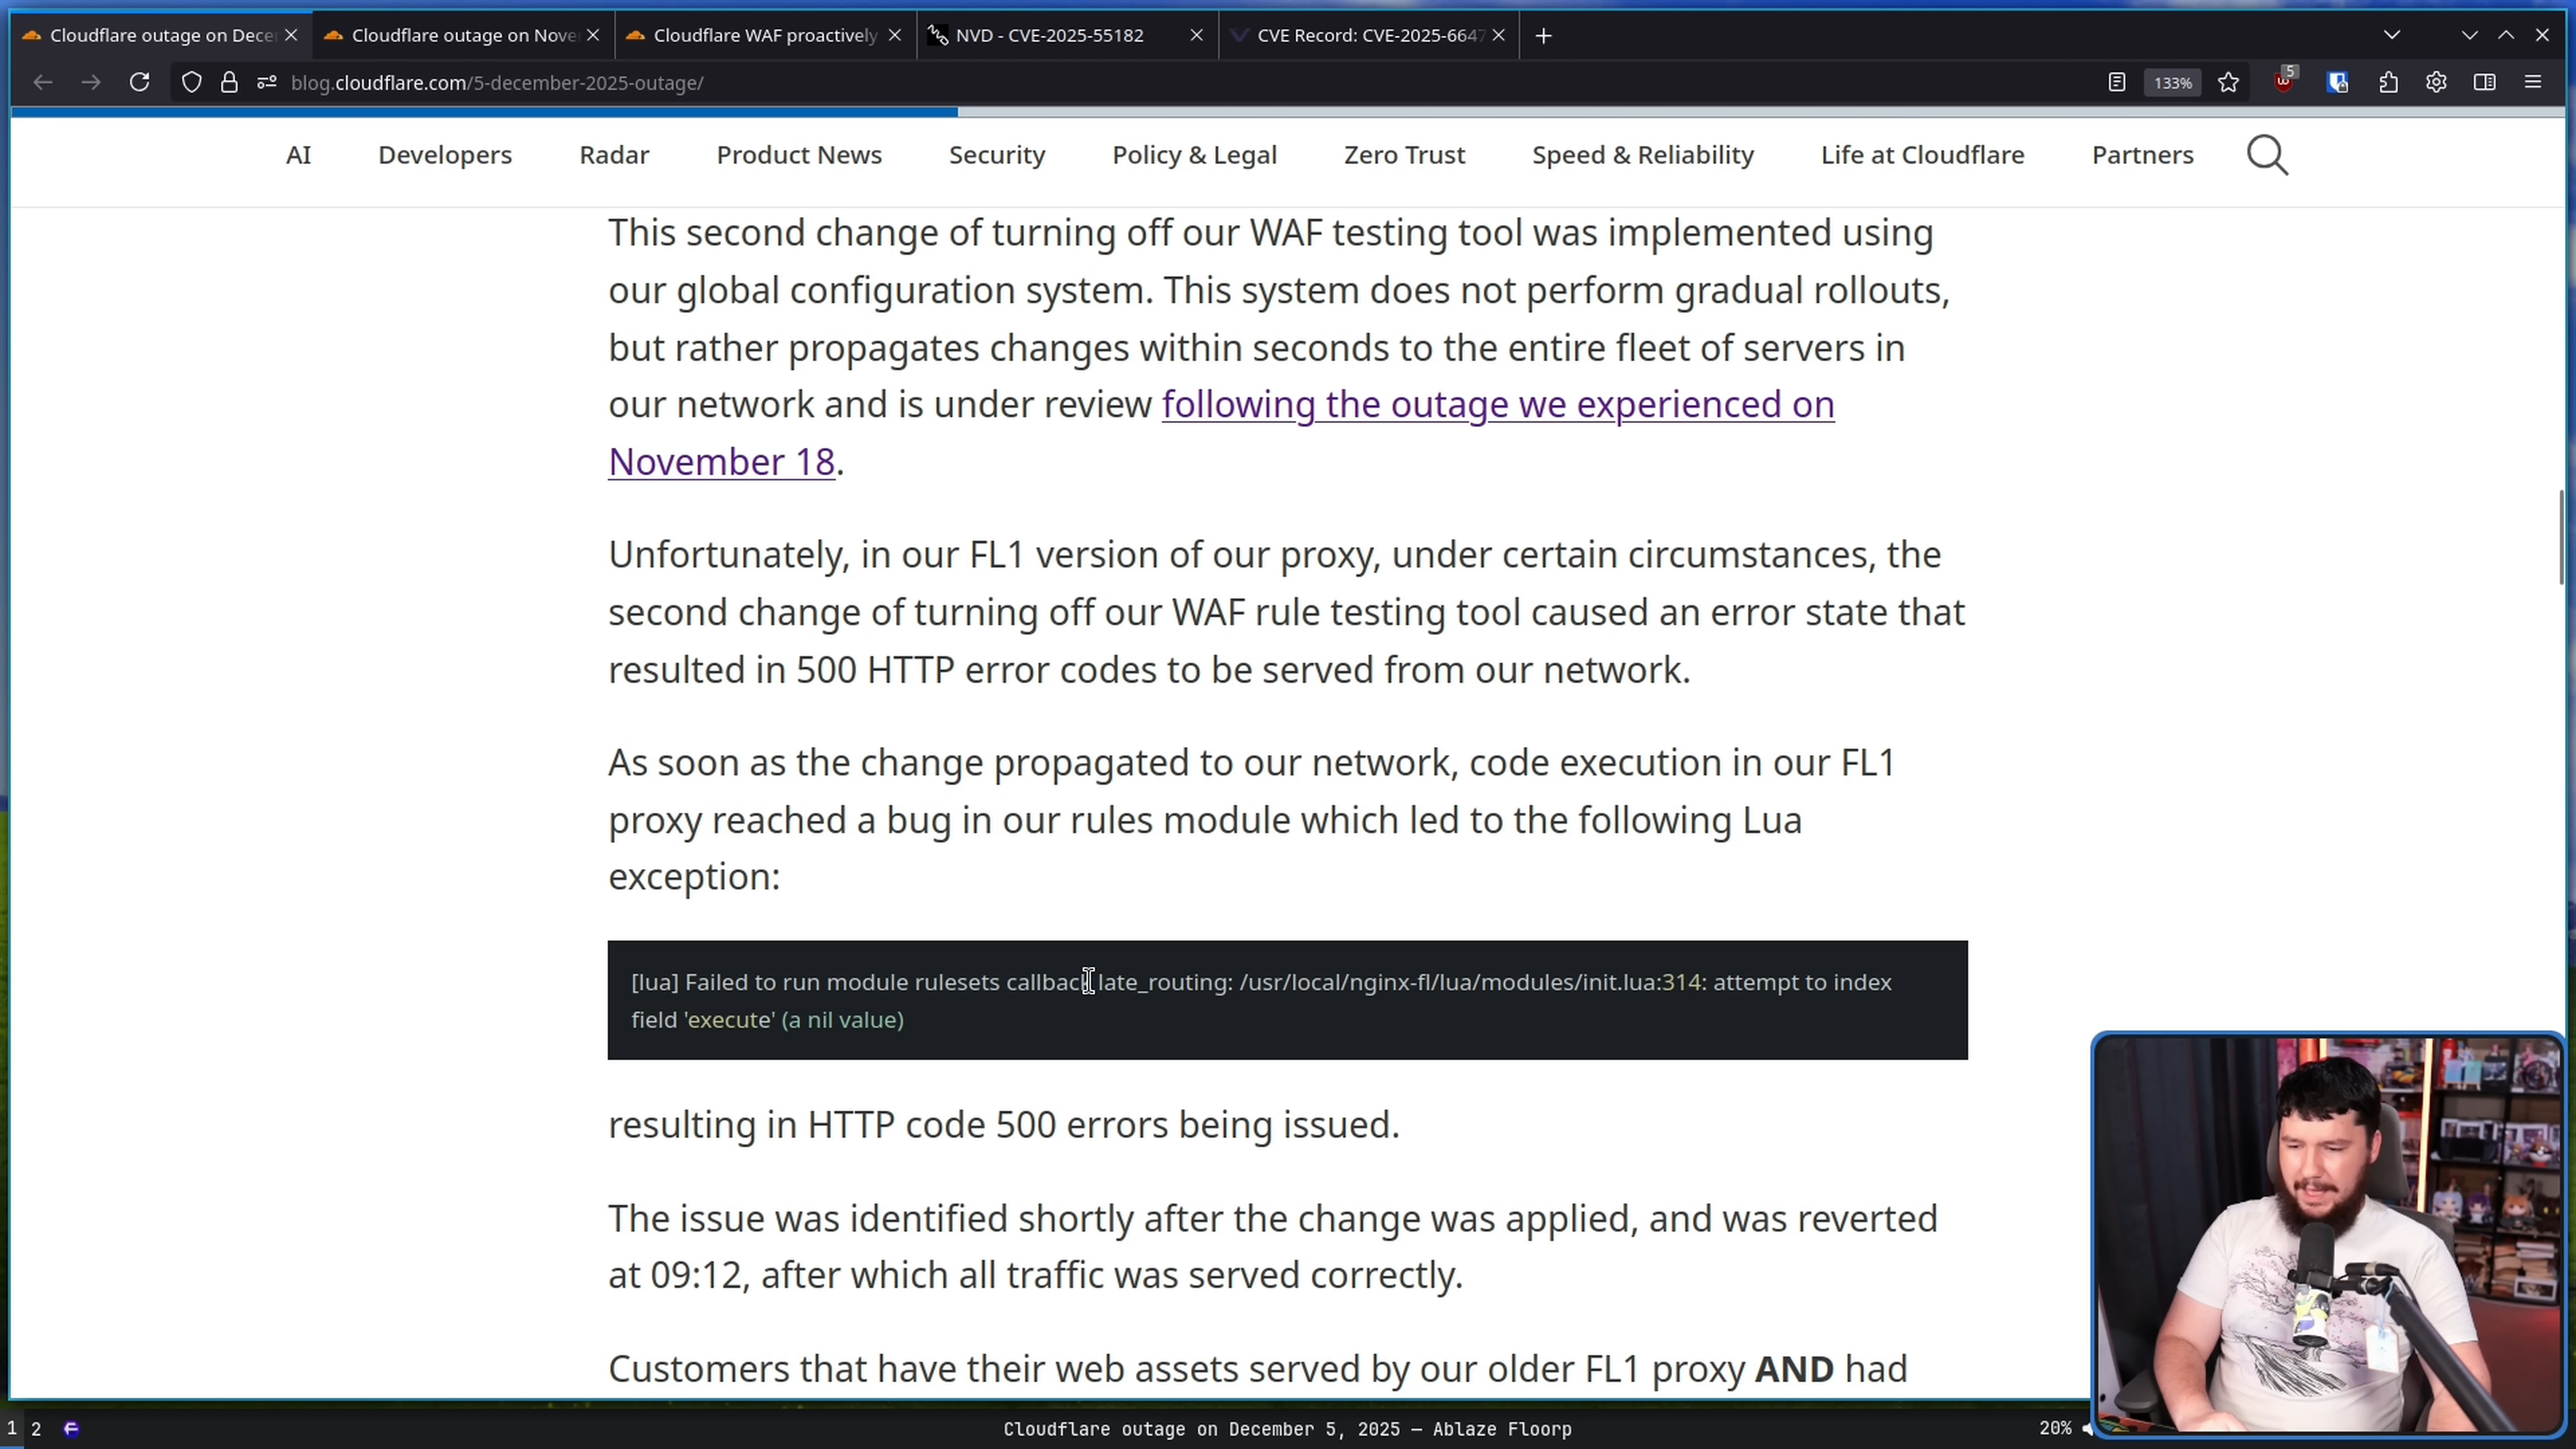 Cloudflare outage on Dece
Cloudflare outage on Nove
Cloudflare WAF proactively
NVD - CVE-2025-55182
CVE Record: CVE-2025-6647
blog.cloudflare.com/5-december-2025-outage/
133%
5
AI
Developers
Radar
Product News
Security
Policy & Legal
Zero Trust
Speed & Reliability
Life at Cloudflare
Partners
This second change of turning off our WAF testing tool was implemented using
our global configuration system. This system does not perform gradual rollouts,
but rather propagates changes within seconds to the entire fleet of servers in
our network and is under review following the outage we experienced on
November 18.
Unfortunately, in our FL1 version of our proxy, under certain circumstances, the
second change of turning off our WAF rule testing tool caused an error state that
resulted in 500 HTTP error codes to be served from our network.
As soon as the change propagated to our network, code execution in our FL1
proxy reached a bug in our rules module which led to the following Lua
exception:
[lua] Failed to run module rulesets callback late_routing: /usr/local/nginx-fl/lua/modules/init.lua:314: attempt to index
field 'execute' (a nil value)
resulting in HTTP code 500 errors being issued.
The issue was identified shortly after the change was applied, and was reverted
at 09:12, after which all traffic was served correctly.
Customers that have their web assets served by our older FL1 proxy AND had
1 2
Cloudflare outage on December 5, 2025 — Ablaze Floorp
20%